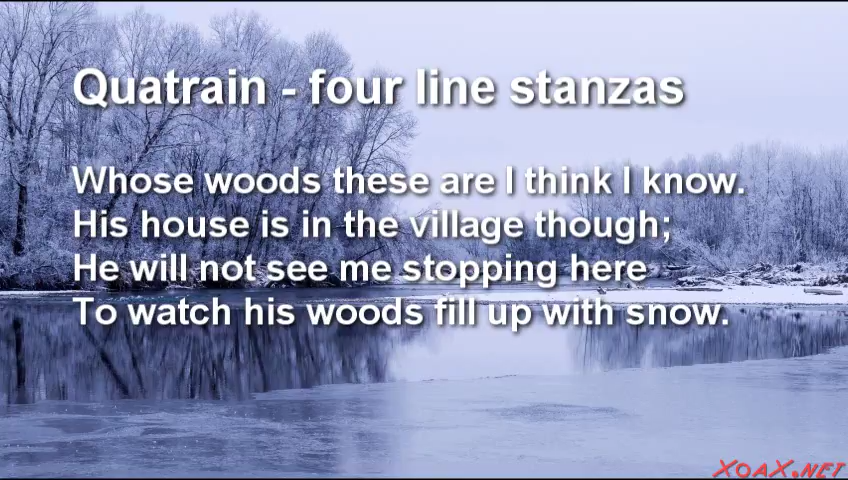 Quatrain - four line stanzas
Whose woods these are I think I know.
His house is in the village though;
He will not see me stopping here
To watch his woods fill up with snow.
XOAX.NET